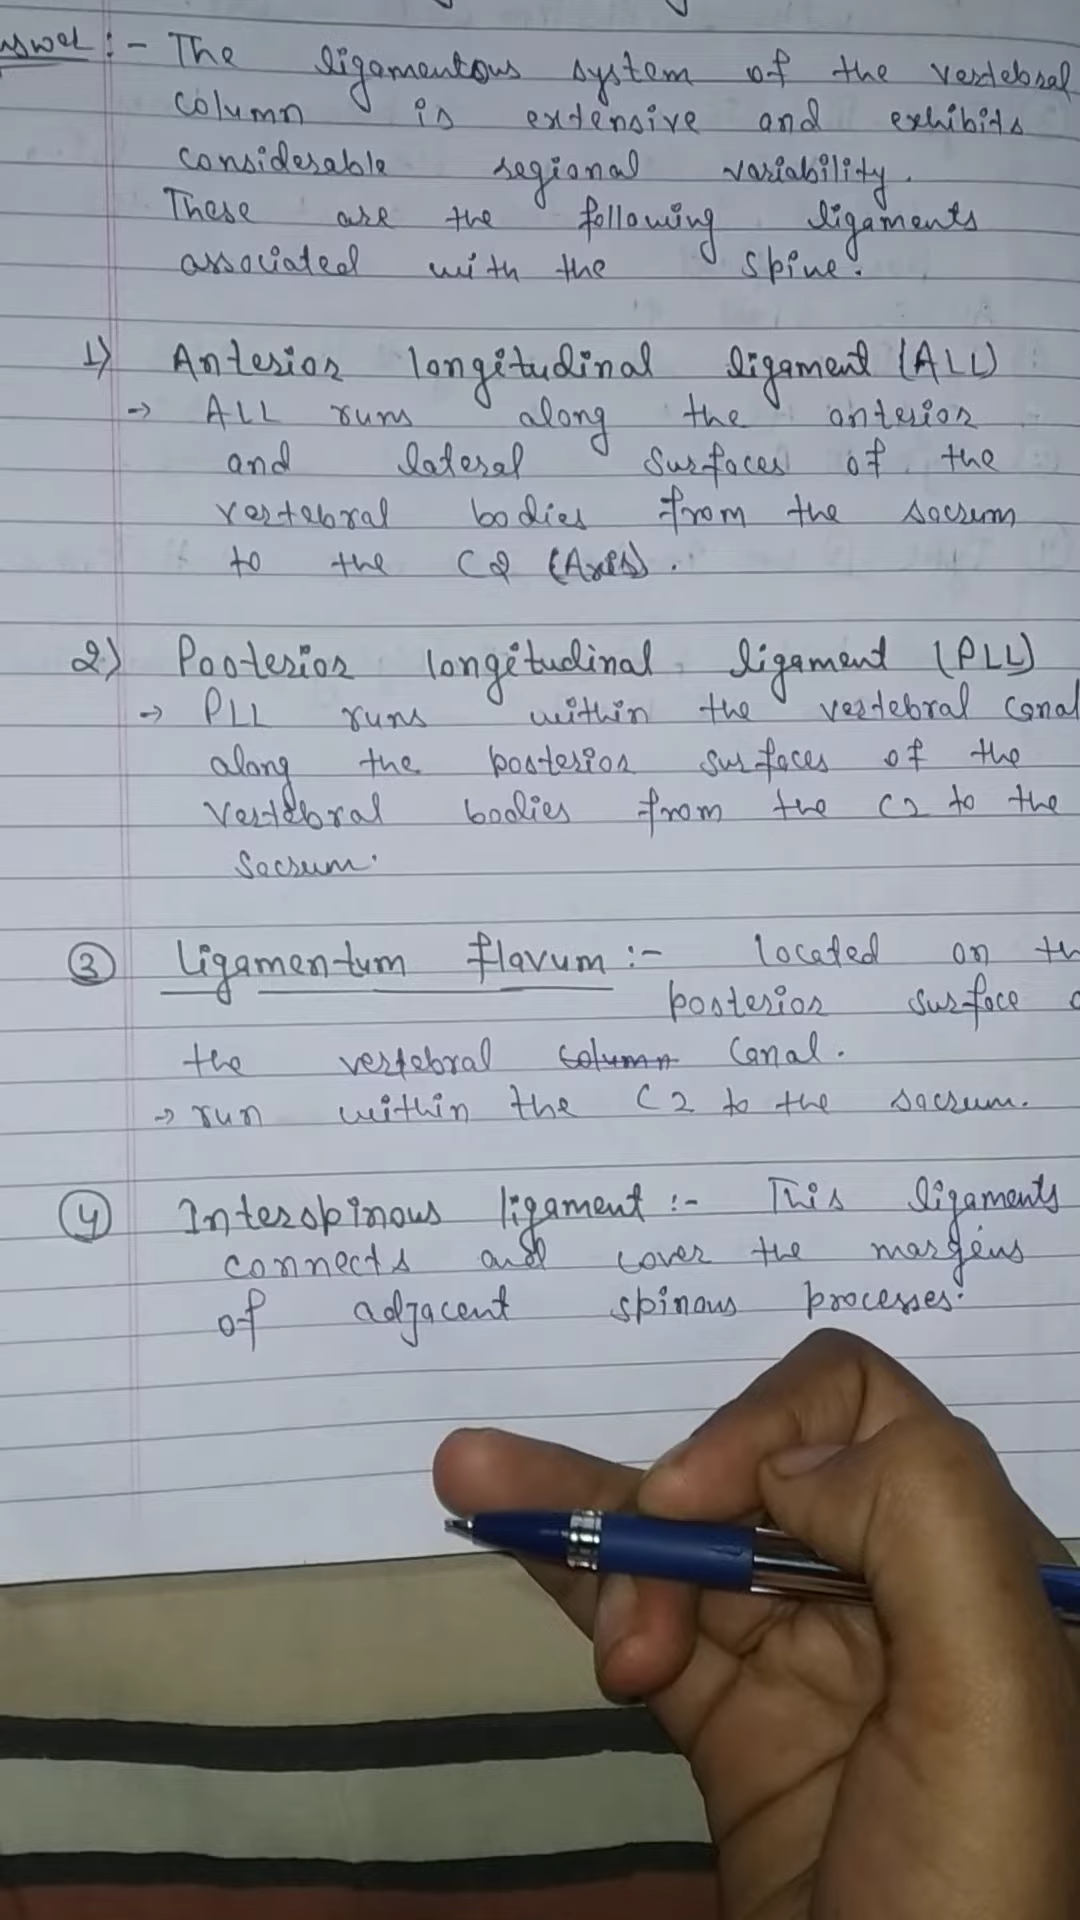 Answer :- The ligamentous system of the vertebral
column is extensive and exhibits
considerable regional variability.
These are the following ligaments
associated with the spine.
1) Anterior longitudinal ligament (ALL)
→ ALL runs along the anterior
and lateral surfaces of the
vertebral bodies from the sacrum
to the C2 (Axis).
2) Posterior longitudinal ligament (PLL)
→ PLL runs within the vertebral canal
along the posterior surfaces of the
vertebral bodies from the C2 to the
Sacrum.
3 Ligamentum flavum :- located on th
posterior surface o
the vertebral column canal.
→ run within the C2 to the sacrum.
4 Interspinous ligament :- This ligaments
connects and cover the margins
of adjacent spinous processes.